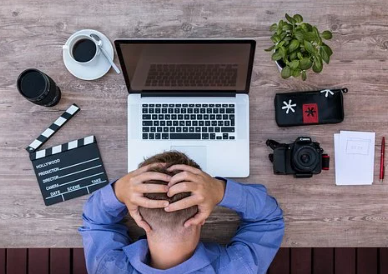 HOLLYWOOD
PRODUCTION
DIRECTOR
CAMERA
DATE
SCENE
TAKE